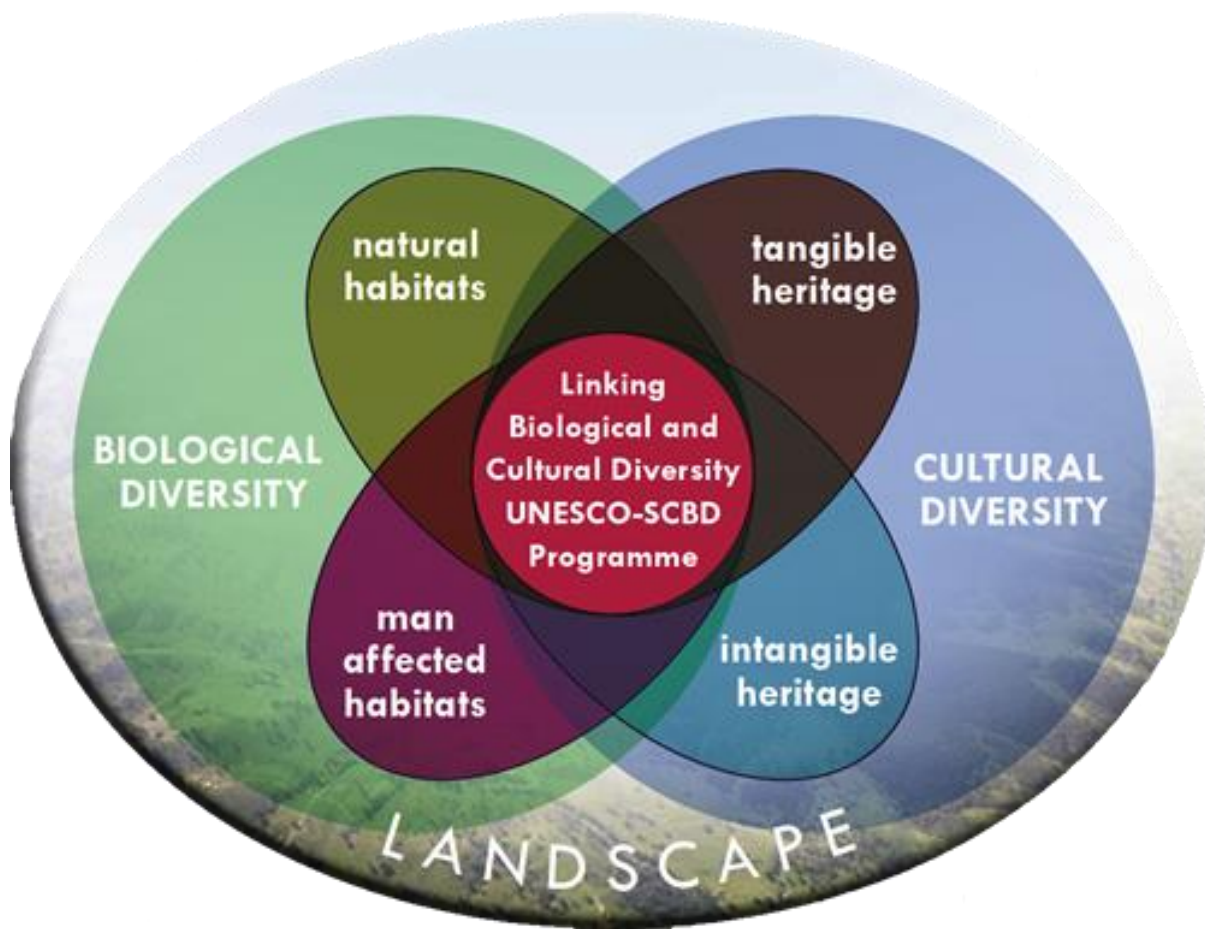 natural
habitats
tangible
heritage
Linking
Biological and
Cultural Diversity
UNESCO-SCBD
Programme
BIOLOGICAL
DIVERSITY
CULTURAL
DIVERSITY
man
affected
habitats
intangible
heritage
LANDSCAPE